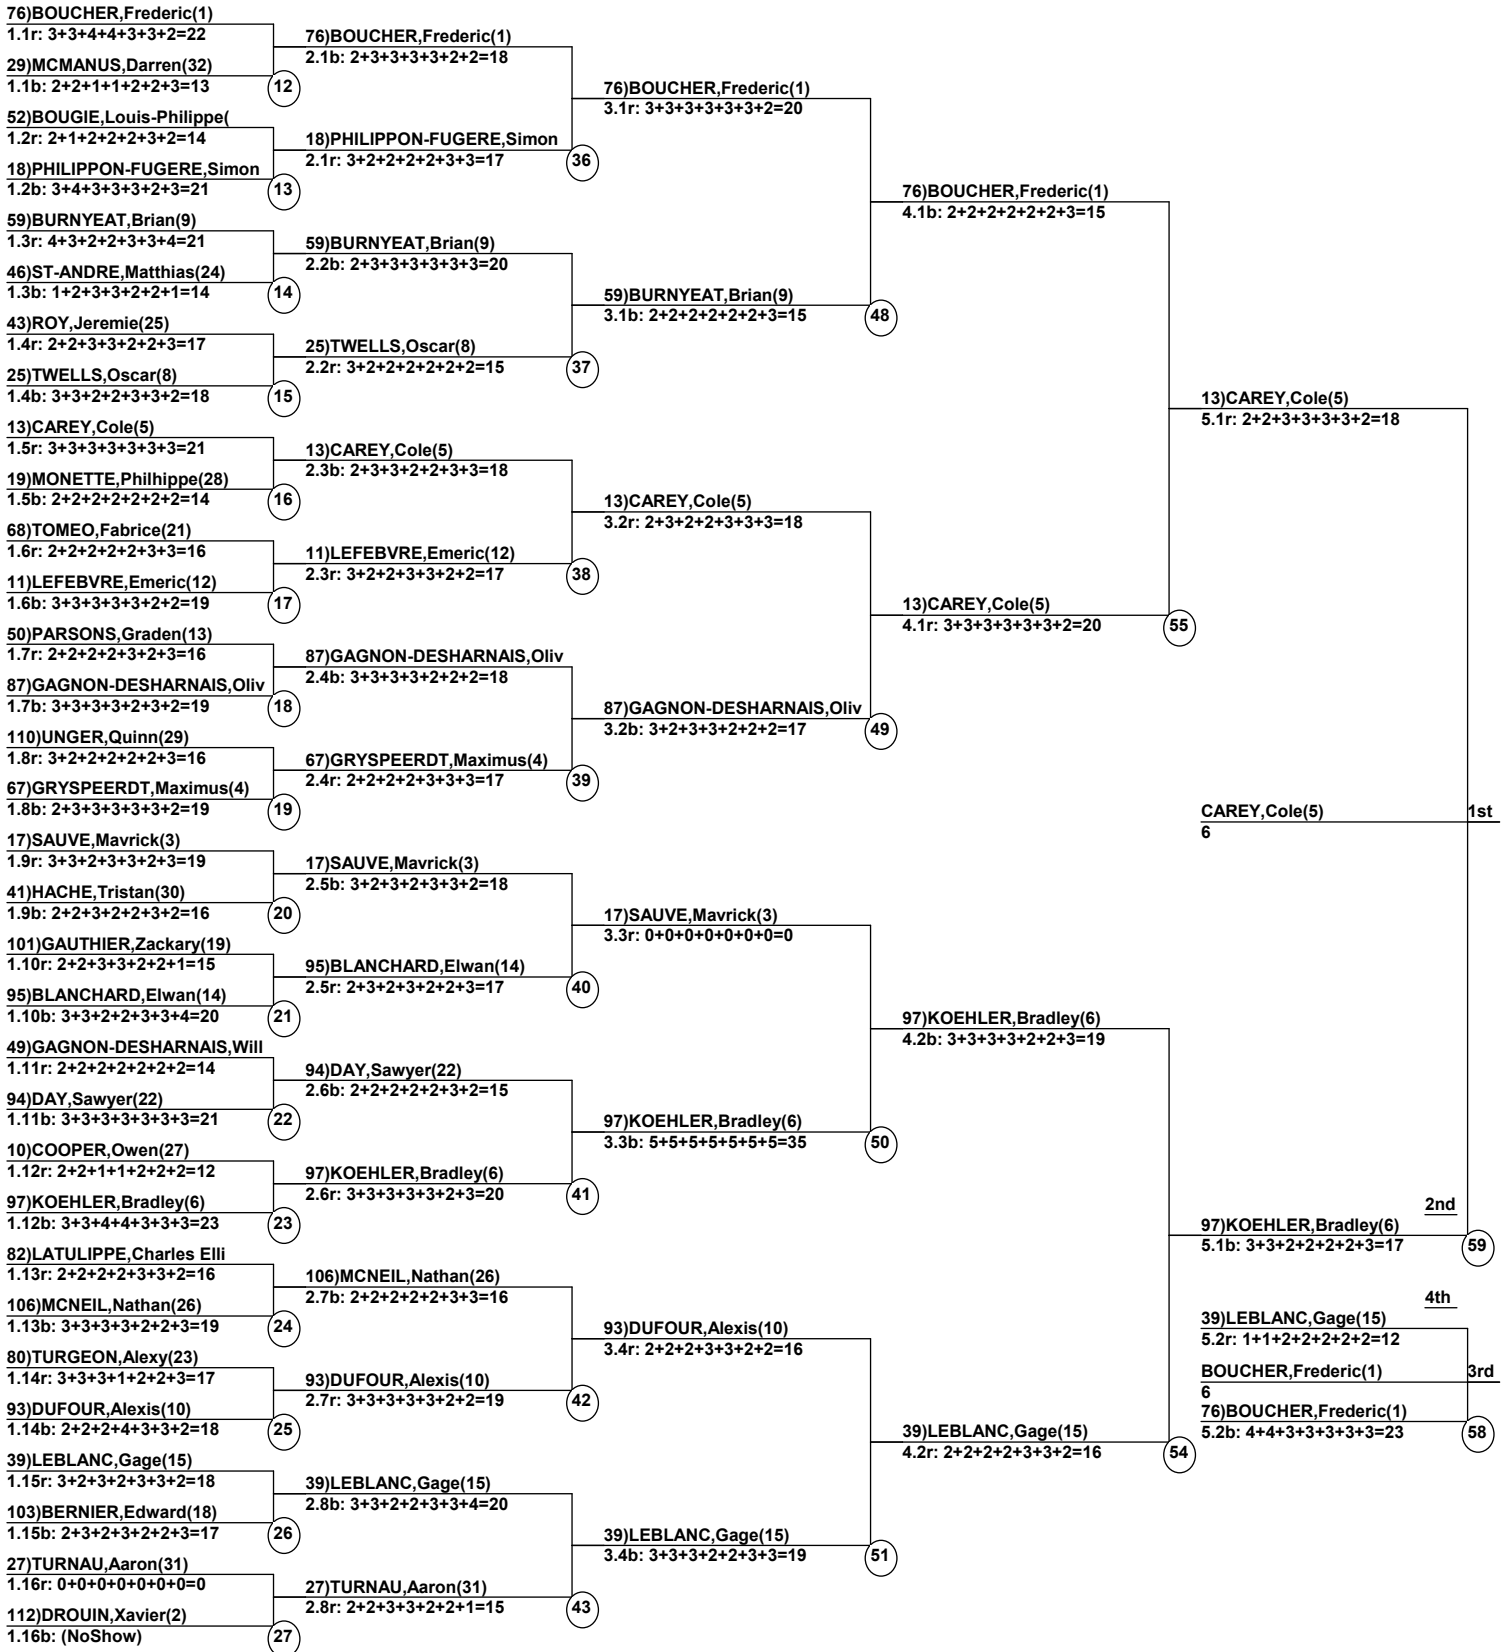 76)BOUCHER,Frederic(1)
1.1r: 3+3+4+4+3+3+2=22
29)MCMANUS,Darren(32)
1.1b: 2+2+1+1+2+2+3=13
12
52)BOUGIE,Louis-Philippe(
1.2r: 2+1+2+2+2+3+2=14
18)PHILIPPON-FUGERE,Simon
1.2b: 3+4+3+3+3+2+3=21
13
59)BURNYEAT,Brian(9)
1.3r: 4+3+2+2+3+3+4=21
46)ST-ANDRE,Matthias(24)
1.3b: 1+2+3+3+2+2+1=14
14
43)ROY,Jeremie(25)
1.4r: 2+2+3+3+2+2+3=17
25)TWELLS,Oscar(8)
1.4b: 3+3+2+2+3+3+2=18
15
13)CAREY,Cole(5)
1.5r: 3+3+3+3+3+3+3=21
19)MONETTE,Philhippe(28)
1.5b: 2+2+2+2+2+2+2=14
16
68)TOMEO,Fabrice(21)
1.6r: 2+2+2+2+2+3+3=16
11)LEFEBVRE,Emeric(12)
1.6b: 3+3+3+3+3+2+2=19
17
50)PARSONS,Graden(13)
1.7r: 2+2+2+2+3+2+3=16
87)GAGNON-DESHARNAIS,Oliv
1.7b: 3+3+3+3+2+3+2=19
18
110)UNGER,Quinn(29)
1.8r: 3+2+2+2+2+2+3=16
67)GRYSPEERDT,Maximus(4)
1.8b: 2+3+3+3+3+3+2=19
19
17)SAUVE,Mavrick(3)
1.9r: 3+3+2+3+3+2+3=19
41)HACHE,Tristan(30)
1.9b: 2+2+3+2+2+3+2=16
20
101)GAUTHIER,Zackary(19)
1.10r: 2+2+3+3+2+2+1=15
95)BLANCHARD,Elwan(14)
1.10b: 3+3+2+2+3+3+4=20
21
49)GAGNON-DESHARNAIS,Will
1.11r: 2+2+2+2+2+2+2=14
94)DAY,Sawyer(22)
1.11b: 3+3+3+3+3+3+3=21
22
10)COOPER,Owen(27)
1.12r: 2+2+1+1+2+2+2=12
97)KOEHLER,Bradley(6)
1.12b: 3+3+4+4+3+3+3=23
23
82)LATULIPPE,Charles Elli
1.13r: 2+2+2+2+3+3+2=16
106)MCNEIL,Nathan(26)
1.13b: 3+3+3+3+2+2+3=19
24
80)TURGEON,Alexy(23)
1.14r: 3+3+3+1+2+2+3=17
93)DUFOUR,Alexis(10)
1.14b: 2+2+2+4+3+3+2=18
25
39)LEBLANC,Gage(15)
1.15r: 3+2+3+2+3+3+2=18
103)BERNIER,Edward(18)
1.15b: 2+3+2+3+2+2+3=17
26
27)TURNAU,Aaron(31)
1.16r: 0+0+0+0+0+0+0=0
112)DROUIN,Xavier(2)
1.16b: (NoShow)
27
76)BOUCHER,Frederic(1)
2.1b: 2+3+3+3+3+2+2=18
18)PHILIPPON-FUGERE,Simon
2.1r: 3+2+2+2+2+3+3=17
36
59)BURNYEAT,Brian(9)
2.2b: 2+3+3+3+3+3+3=20
25)TWELLS,Oscar(8)
2.2r: 3+2+2+2+2+2+2=15
37
13)CAREY,Cole(5)
2.3b: 2+3+3+2+2+3+3=18
11)LEFEBVRE,Emeric(12)
2.3r: 3+2+2+3+3+2+2=17
38
87)GAGNON-DESHARNAIS,Oliv
2.4b: 3+3+3+3+2+2+2=18
67)GRYSPEERDT,Maximus(4)
2.4r: 2+2+2+2+3+3+3=17
39
17)SAUVE,Mavrick(3)
2.5b: 3+2+3+2+3+3+2=18
95)BLANCHARD,Elwan(14)
2.5r: 2+3+2+3+2+2+3=17
40
94)DAY,Sawyer(22)
2.6b: 2+2+2+2+2+3+2=15
97)KOEHLER,Bradley(6)
2.6r: 3+3+3+3+3+2+3=20
41
106)MCNEIL,Nathan(26)
2.7b: 2+2+2+2+2+3+3=16
93)DUFOUR,Alexis(10)
2.7r: 3+3+3+3+3+2+2=19
42
39)LEBLANC,Gage(15)
2.8b: 3+3+2+2+3+3+4=20
27)TURNAU,Aaron(31)
2.8r: 2+2+3+3+2+2+1=15
43
76)BOUCHER,Frederic(1)
3.1r: 3+3+3+3+3+3+2=20
59)BURNYEAT,Brian(9)
3.1b: 2+2+2+2+2+2+3=15
48
13)CAREY,Cole(5)
3.2r: 2+3+2+2+3+3+3=18
87)GAGNON-DESHARNAIS,Oliv
3.2b: 3+2+3+3+2+2+2=17
49
17)SAUVE,Mavrick(3)
3.3r: 0+0+0+0+0+0+0=0
97)KOEHLER,Bradley(6)
3.3b: 5+5+5+5+5+5+5=35
50
93)DUFOUR,Alexis(10)
3.4r: 2+2+2+3+3+2+2=16
39)LEBLANC,Gage(15)
3.4b: 3+3+3+2+2+3+3=19
51
76)BOUCHER,Frederic(1)
4.1b: 2+2+2+2+2+2+3=15
13)CAREY,Cole(5)
4.1r: 3+3+3+3+3+3+2=20
55
97)KOEHLER,Bradley(6)
4.2b: 3+3+3+3+2+2+3=19
39)LEBLANC,Gage(15)
4.2r: 2+2+2+2+3+3+2=16
54
13)CAREY,Cole(5)
5.1r: 2+2+3+3+3+3+2=18
CAREY,Cole(5) 1st
6
2nd
97)KOEHLER,Bradley(6)
5.1b: 3+3+2+2+2+2+3=17
59
4th
39)LEBLANC,Gage(15)
5.2r: 1+1+2+2+2+2+2=12
BOUCHER,Frederic(1) 3rd
6
76)BOUCHER,Frederic(1)
5.2b: 4+4+3+3+3+3+3=23
58